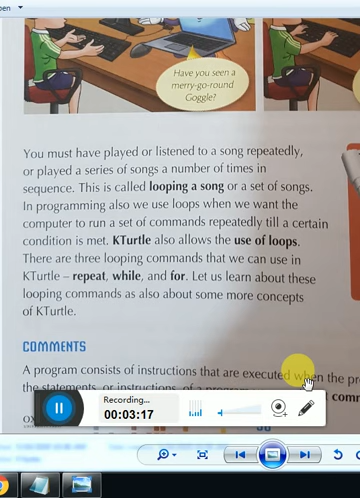 pen
Have you seen a
merry-go-round
Goggle?
You must have played or listened to a song repeatedly,
or played a series of songs a number of times in
sequence. This is called looping a song or a set of songs.
In programming also we use loops when we want the
computer to run a set of commands repeatedly till a certain
condition is met. KTurtle also allows the use of loops.
There are three looping commands that we can use in
KTurtle – repeat, while, and for. Let us learn about these
looping commands as also about some more concepts
of KTurtle.
COMMENTS
A program consists of instructions that are executed when the pr
the statements, or instructions, of a
com
Recording...
00:03:17
OX